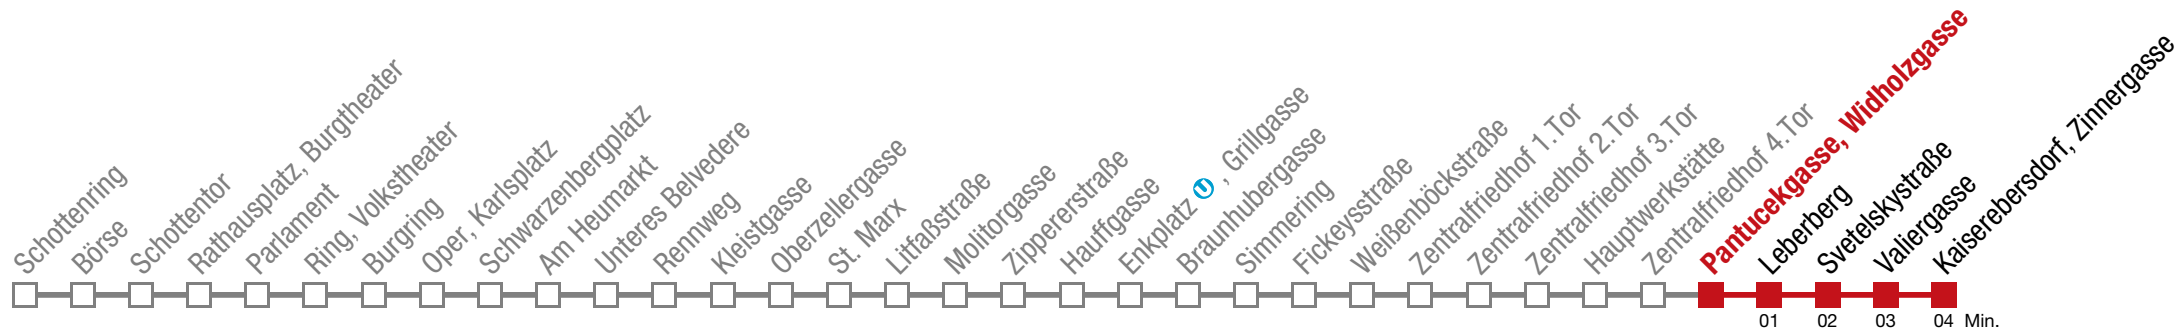 Schottenring
Börse
Schottentor
Rathausplatz, Burgtheater
Parlament
Ring, Volkstheater
Burgring
Oper, Karlsplatz
Schwarzenbergplatz
Am Heumarkt
Unteres Belvedere
Rennweg
Kleistgasse
Oberzellergasse
St. Marx
Litfaßstraße
Molitorgasse
Zippererstraße
Hauffgasse
Enkplatz U , Grillgasse
Braunhubergasse
Simmering
Fickeysstraße
Weißenböckstraße
Zentralfriedhof 1.Tor
Zentralfriedhof 2.Tor
Zentralfriedhof 3.Tor
Hauptwerkstätte
Zentralfriedhof 4.Tor
Pantucekgasse, Widholzgasse
Leberberg
Svetelskystraße
Valiergasse
Kaiserebersdorf, Zinnergasse
01 02 03 04 Min.